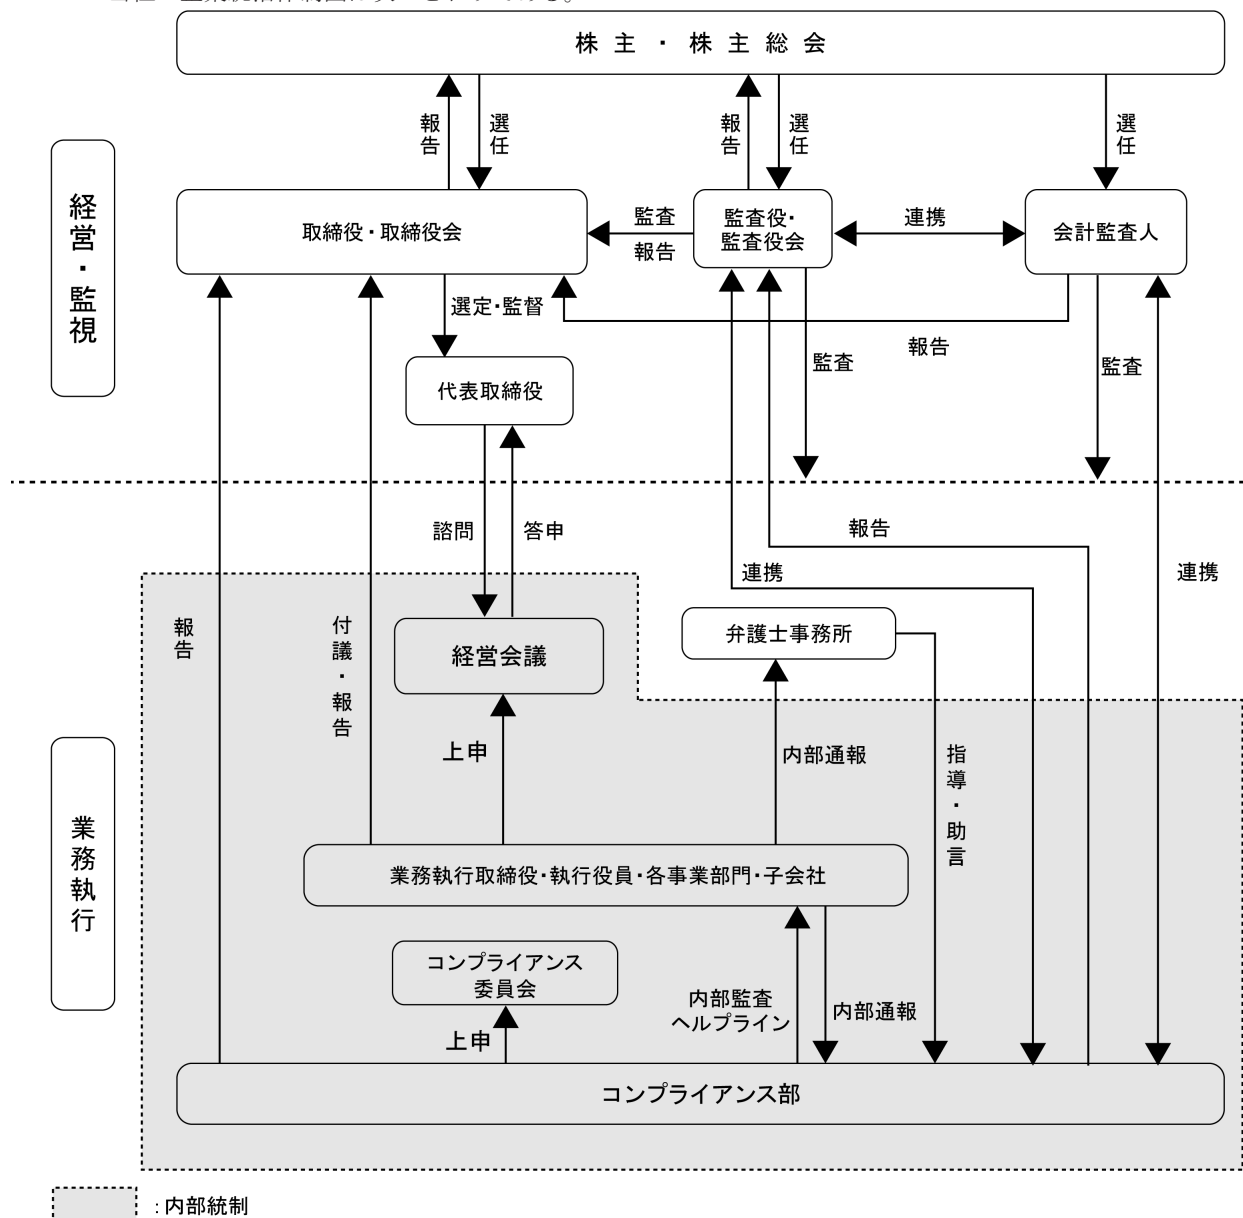 株主・株主総会
報告
選任
報告
選任
選任
経営・監視
取締役・取締役会
監査
報告
監査役・
監査役会
連携
会計監査人
選定・監督
報告
代表取締役
監査
監査
諮問
答申
報告
連携
連携
報告
付議・報告
経営会議
弁護士事務所
上申
内部通報
指導・助言
業務執行
業務執行取締役・執行役員・各事業部門・子会社
コンプライアンス
委員会
内部監査
ヘルプライン
内部通報
上申
コンプライアンス部
：内部統制